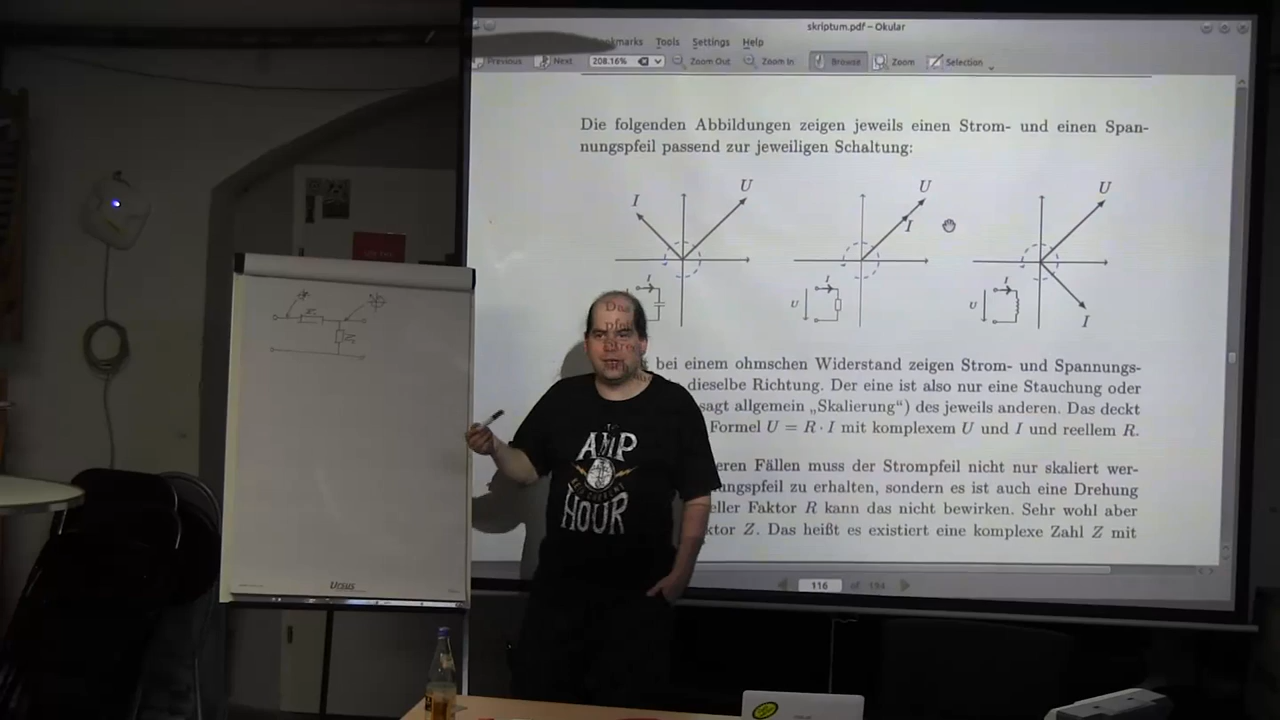 skriptum.pdf – Okular
Tools Settings Help
Previous Next 208.16% Zoom Out Zoom In Browse Zoom Selection
Die folgenden Abbildungen zeigen jeweils einen Strom- und einen Span-
nungspfeil passend zur jeweiligen Schaltung:
I U U I U I
I U I U I
bei einem ohmschen Widerstand zeigen Strom- und Spannungs-
dieselbe Richtung. Der eine ist also nur eine Stauchung oder
sagt allgemein „Skalierung“) des jeweils anderen. Das deckt
Formel U = R · I mit komplexem U und I und reellem R.
eren Fällen muss der Strompfeil nicht nur skaliert wer-
ungspfeil zu erhalten, sondern es ist auch eine Drehung
eller Faktor R kann das nicht bewirken. Sehr wohl aber
ktor Z. Das heißt es existiert eine komplexe Zahl Z mit
116 of 194
AMP
HOUR
Ursus